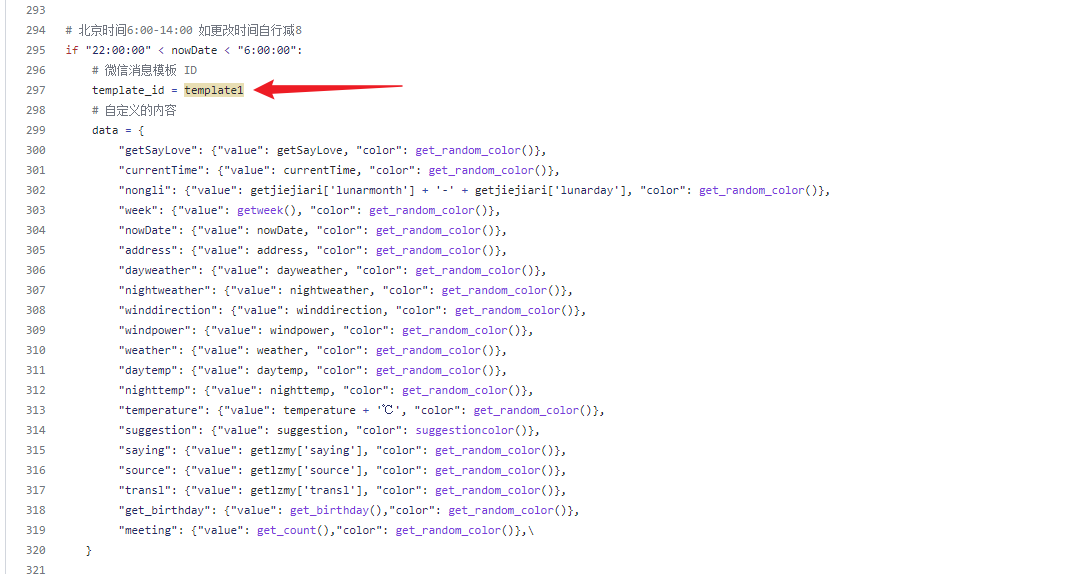 293
294 # 北京时间6:00-14:00 如更改时间自行减8
295 if "22:00:00" < nowDate < "6:00:00":
296 # 微信消息模板 ID
297 template_id = template1
298 # 自定义的内容
299 data = {
300 "getSayLove": {"value": getSayLove, "color": get_random_color()},
301 "currentTime": {"value": currentTime, "color": get_random_color()},
302 "nongli": {"value": getjiejiari['lunarmonth'] + '-' + getjiejiari['lunarday'], "color": get_random_color()},
303 "week": {"value": getweek(), "color": get_random_color()},
304 "nowDate": {"value": nowDate, "color": get_random_color()},
305 "address": {"value": address, "color": get_random_color()},
306 "dayweather": {"value": dayweather, "color": get_random_color()},
307 "nightweather": {"value": nightweather, "color": get_random_color()},
308 "winddirection": {"value": winddirection, "color": get_random_color()},
309 "windpower": {"value": windpower, "color": get_random_color()},
310 "weather": {"value": weather, "color": get_random_color()},
311 "daytemp": {"value": daytemp, "color": get_random_color()},
312 "nighttemp": {"value": nighttemp, "color": get_random_color()},
313 "temperature": {"value": temperature + '℃', "color": get_random_color()},
314 "suggestion": {"value": suggestion, "color": suggestioncolor()},
315 "saying": {"value": getlzmy['saying'], "color": get_random_color()},
316 "source": {"value": getlzmy['source'], "color": get_random_color()},
317 "transl": {"value": getlzmy['transl'], "color": get_random_color()},
318 "get_birthday": {"value": get_birthday(),"color": get_random_color()},
319 "meeting": {"value": get_count(),"color": get_random_color()},\
320 }
321